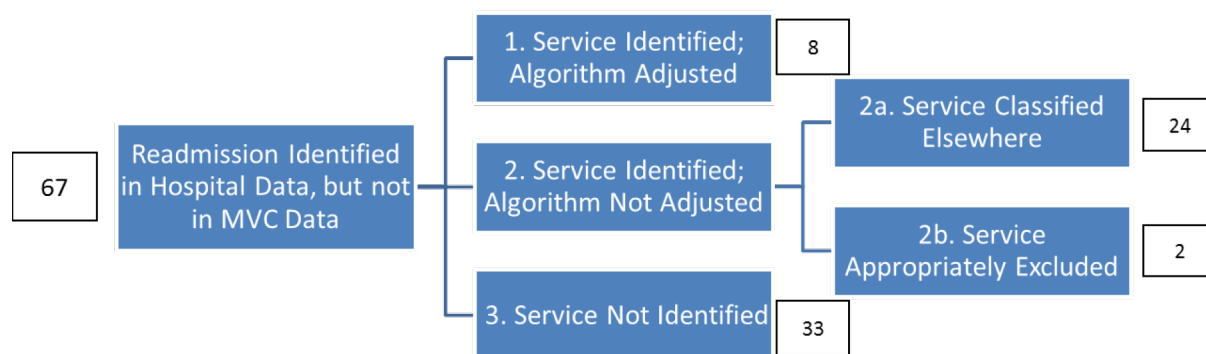 67
Readmission Identified
in Hospital Data, but not
in MVC Data
1. Service Identified;
Algorithm Adjusted
8
2. Service Identified;
Algorithm Not Adjusted
2a. Service Classified
Elsewhere
24
2b. Service
Appropriately Excluded
2
3. Service Not Identified
33